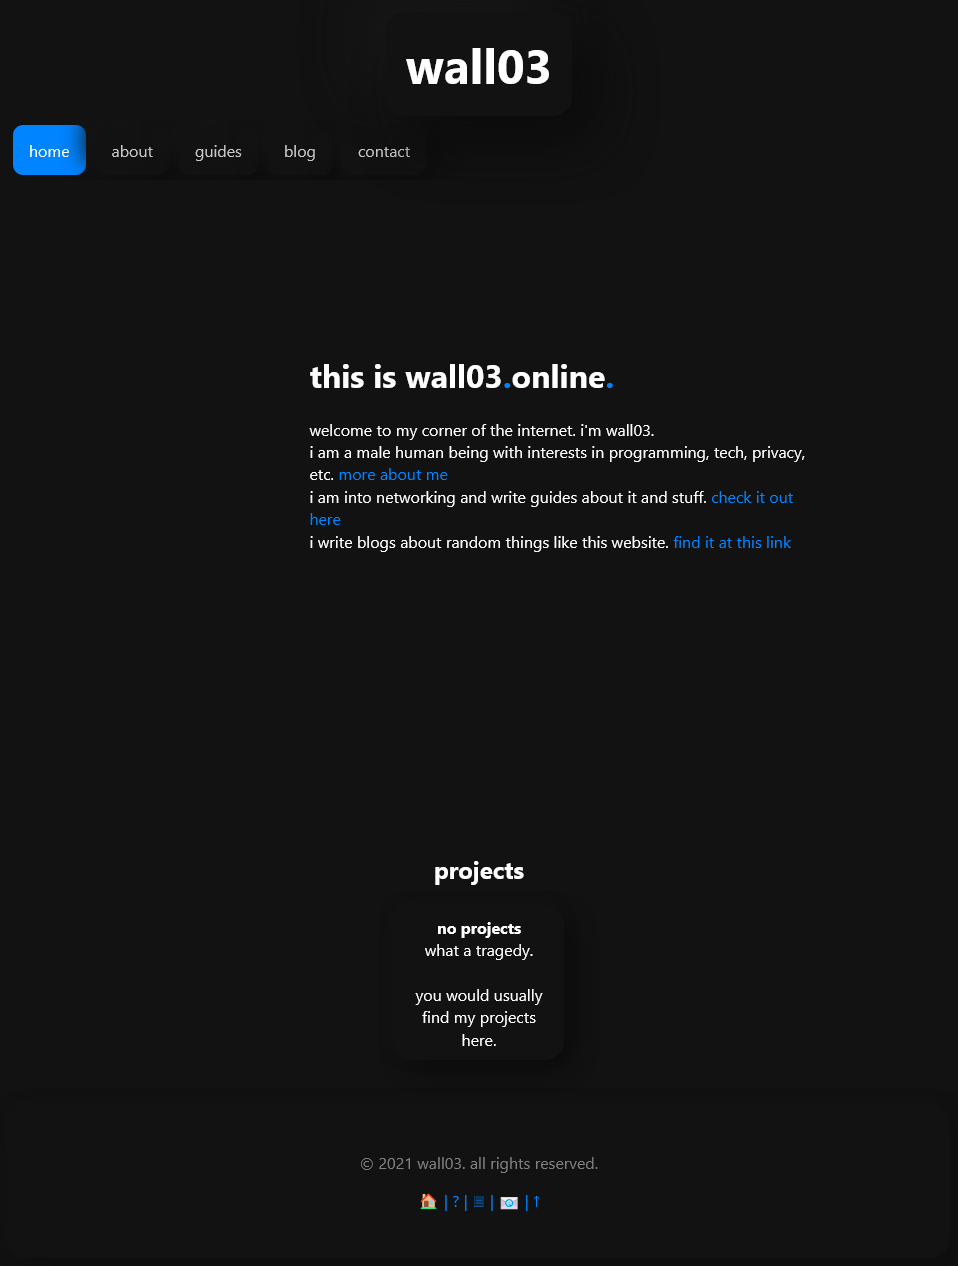 wall03
home about guides blog contact
this is wall03.online.
welcome to my corner of the internet. i'm wall03.
i am a male human being with interests in programming, tech, privacy,
etc. more about me
i am into networking and write guides about it and stuff. check it out
here
i write blogs about random things like this website. find it at this link
projects
no projects
what a tragedy.
you would usually
find my projects
here.
© 2021 wall03. all rights reserved.
🏠 | ? | 🗏 | 📧 | ↑